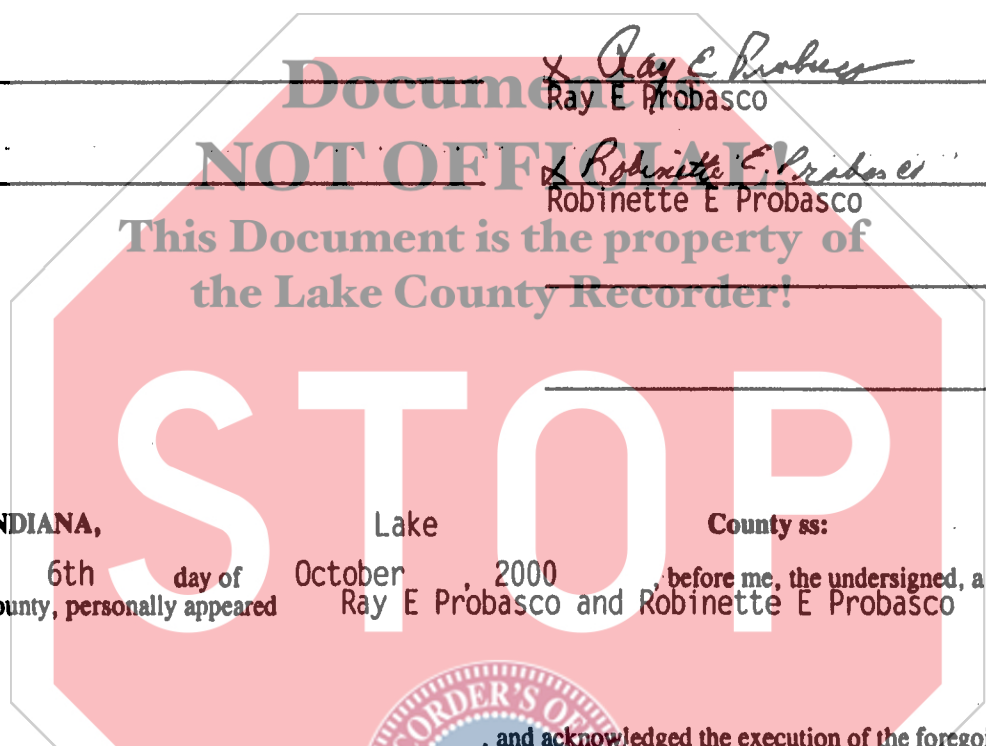 x Ray E Probasco
Ray E Probasco
x Robinette E. Probasco
Robinette E Probasco
Document is
NOT OFFICIAL!
This Document is the property of
the Lake County Recorder!
STOP
NDIANA, Lake County ss:
6th day of October , 2000 , before me, the undersigned, a
ounty, personally appeared Ray E Probasco and Robinette E Probasco
ORDER'S OF
, and acknowledged the execution of the forego